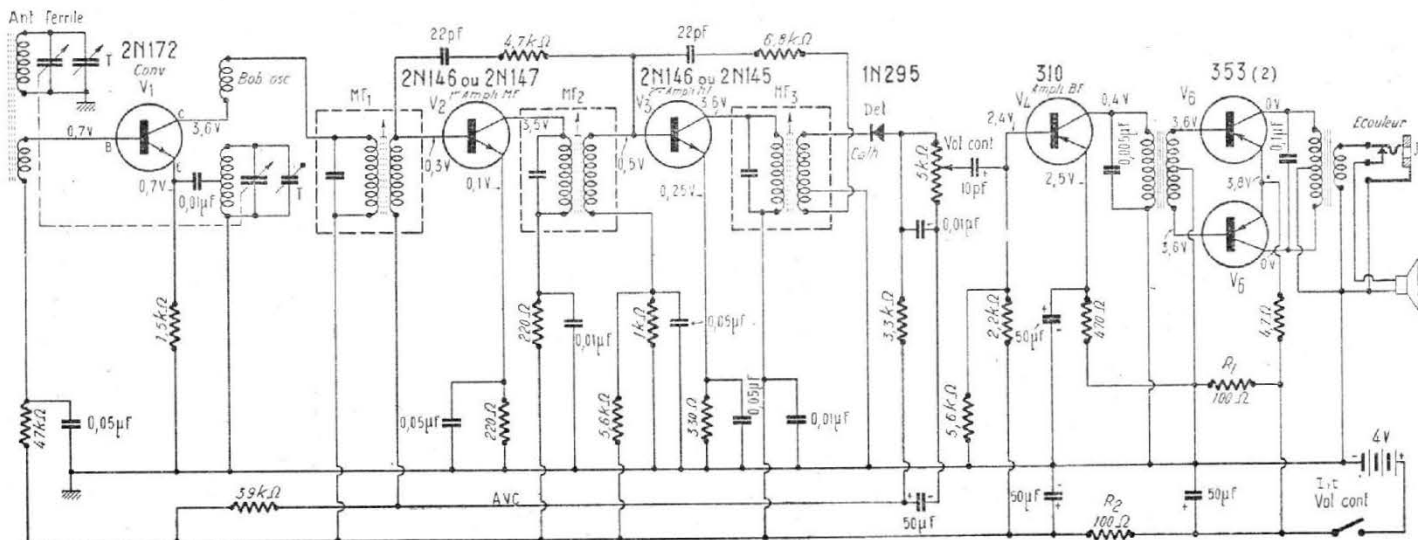 Ant Ferrite
T
2N172
Conv
V1
Bob osc
0,7V
B
C
3,6V
E
0,7V
0,01µF
T
1,5kΩ
47kΩ
0,05µF
39kΩ
MF1
22pF
4,7kΩ
2N146 ou 2N147
V2
1er Ampli MF
0,3V
0,1V
3,5V
MF2
0,5V
0,05µF
220Ω
220Ω
0,01µF
5,6kΩ
1kΩ
0,05µF
22pF
6,8kΩ
2N146 ou 2N145
V3
3,6V
0,25V
330Ω
0,05µF
0,01µF
MF3
1N295
Det
Cath
Vol cont
5kΩ
10pF
+
0,01µF
3,3kΩ
A.V.C.
+ -
50µF
310
Ampli BF
V4
2,4V
2,5V
0,4V
0,005µF
5,6kΩ
2,2kΩ
50µF
+
-
470Ω
353 (2)
V6
3,6V
0V
0,1µF
3,8V
3,6V
0V
V6
4,7Ω
R1
100Ω
Ecouteur
J
-
50µF
+
R2
100Ω
50µF
+
Int
Vol cont
4V
- +